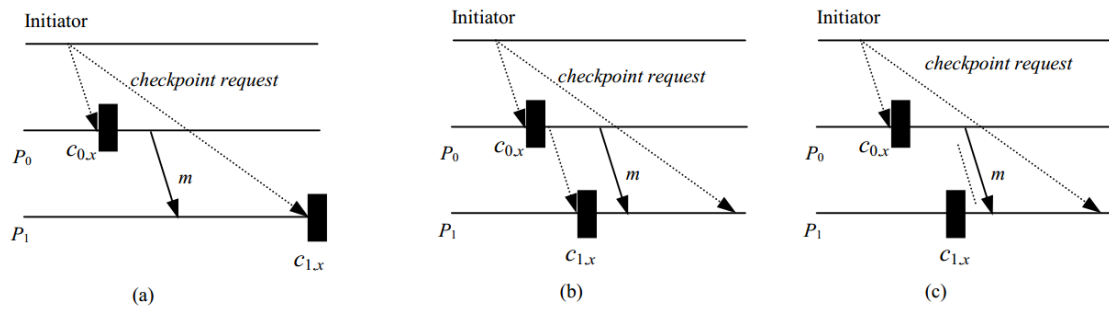 Initiator
checkpoint request
P0
c0,x
m
P1
c1,x
(a)
Initiator
checkpoint request
P0
c0,x
m
P1
c1,x
(b)
Initiator
checkpoint request
P0
c0,x
m
P1
c1,x
(c)